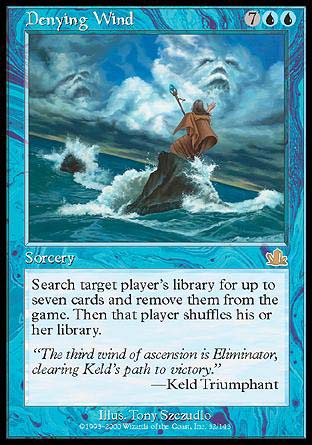 Denying Wind 7
Sorcery
Search target player's library for up to
seven cards and remove them from the
game. Then that player shuffles his or
her library.
"The third wind of ascension is Eliminator,
clearing Keld's path to victory."
—Keld Triumphant
Illus. Tony Szczudlo
©1993-2000 Wizards of the Coast, Inc. 32/143